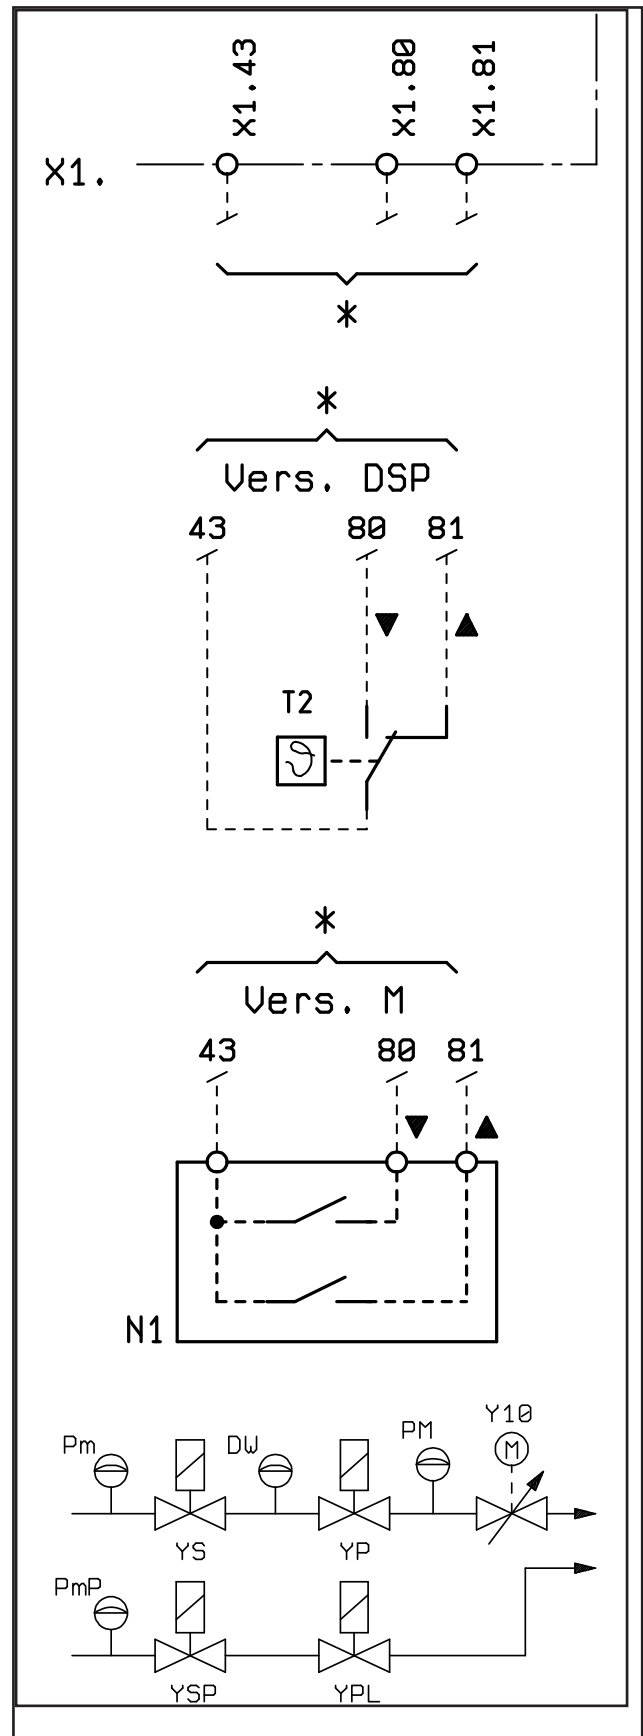 X1.43 X1.80 X1.81
X1.
*
*
Vers. DSP
43 80 81
T2
*
Vers. M
43 80 81
N1
Y10
Pm DW PM
M
YS YP
PmP
YSP YPL